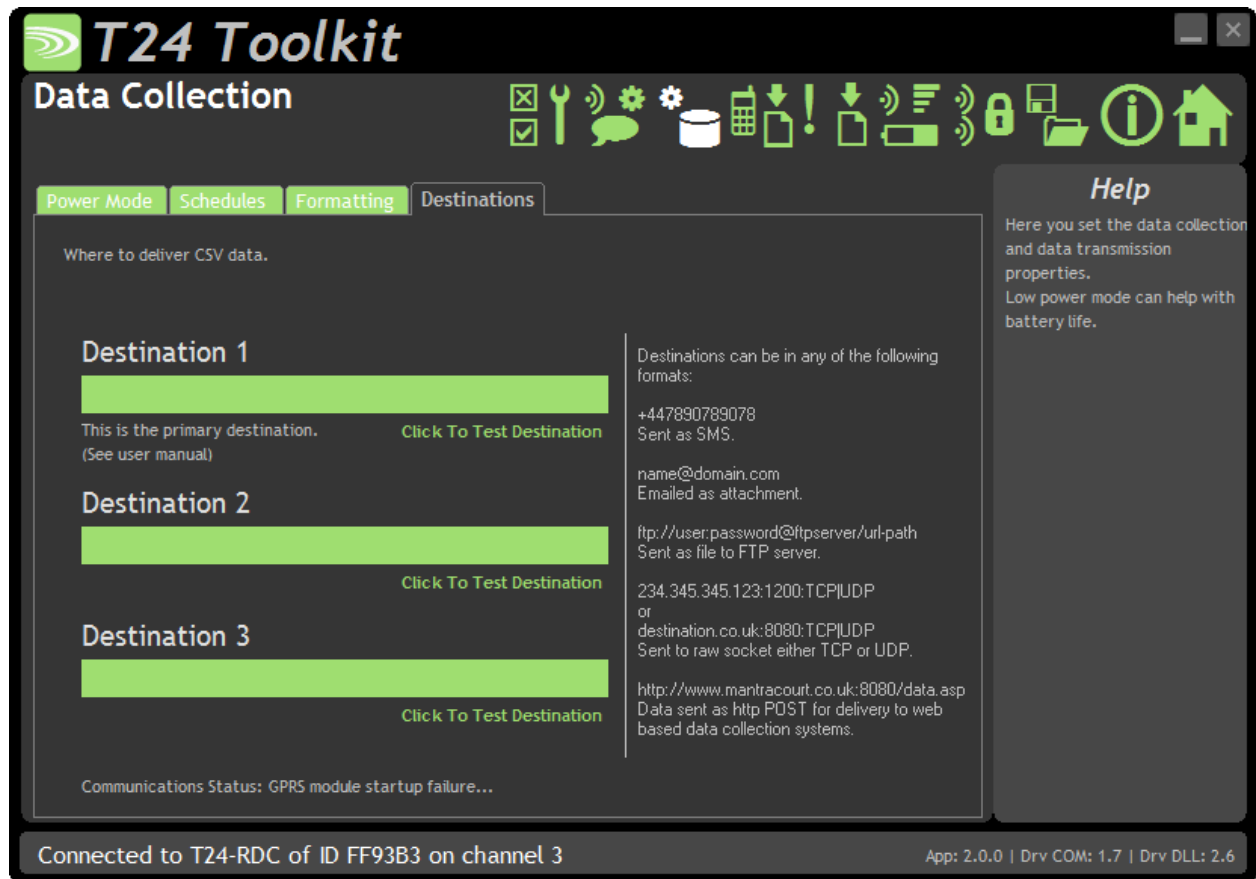 T24 Toolkit
Data Collection
Power Mode
Schedules
Formatting
Destinations
Where to deliver CSV data.
Destination 1
This is the primary destination.
(See user manual)
Click To Test Destination
Destination 2
Click To Test Destination
Destination 3
Click To Test Destination
Destinations can be in any of the following
formats:
+447890789078
Sent as SMS.
name@domain.com
Emailed as attachment.
ftp://user:password@ftpserver/url-path
Sent as file to FTP server.
234.345.345.123:1200:TCP|UDP
or
destination.co.uk:8080:TCP|UDP
Sent to raw socket either TCP or UDP.
http://www.mantracourt.co.uk:8080/data.asp
Data sent as http POST for delivery to web
based data collection systems.
Communications Status: GPRS module startup failure...
Help
Here you set the data collection
and data transmission
properties.
Low power mode can help with
battery life.
Connected to T24-RDC of ID FF93B3 on channel 3
App: 2.0.0 | Drv COM: 1.7 | Drv DLL: 2.6